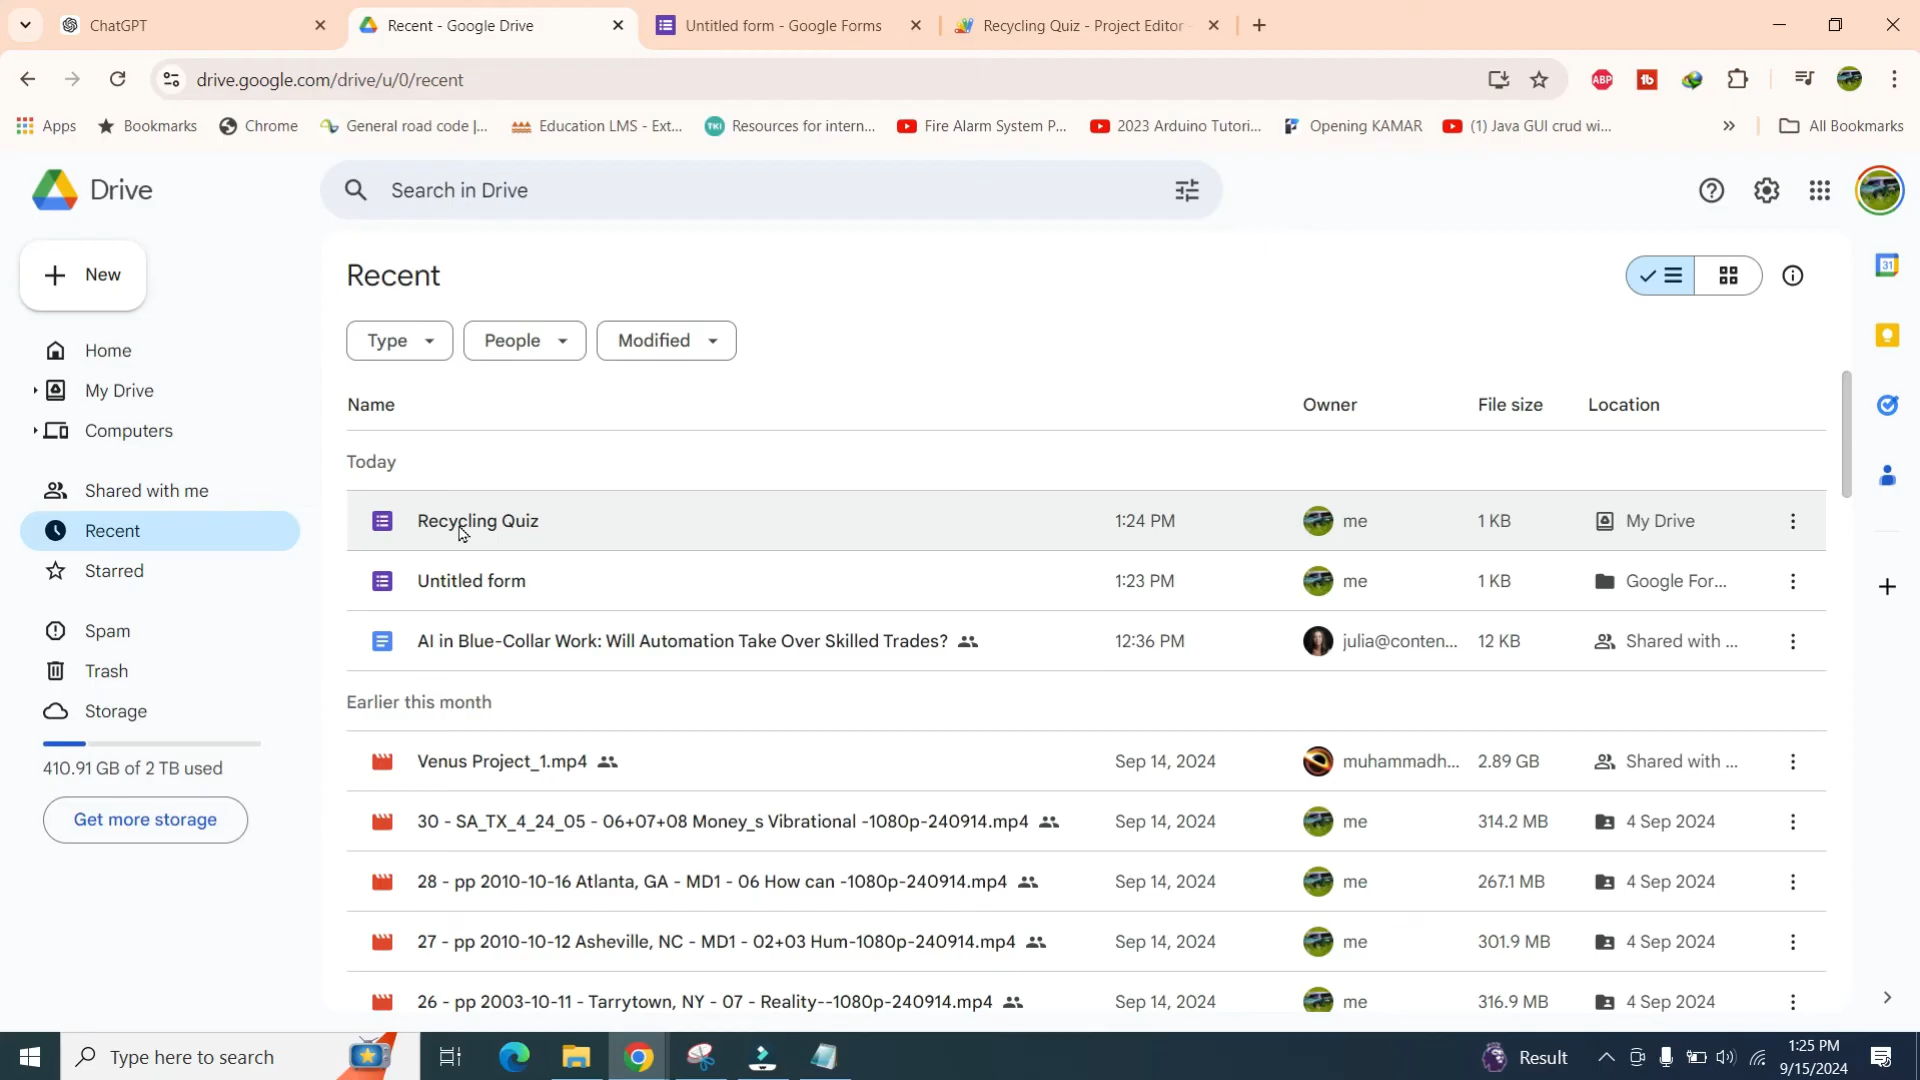 ChatGPT
Recent - Google Drive
Untitled form - Google Forms
Recycling Quiz - Project Editor -
drive.google.com/drive/u/0/recent
ABP
Apps
Bookmarks
Chrome
General road code |...
Education LMS - Ext...
TKI
Resources for intern...
Fire Alarm System P...
2023 Arduino Tutori...
Opening KAMAR
(1) Java GUI crud wi...
All Bookmarks
Drive
Search in Drive
New
Home
My Drive
Computers
Shared with me
Recent
Starred
Spam
Trash
Storage
410.91 GB of 2 TB used
Get more storage
Recent
Type
People
Modified
31
Name Owner File size Location
Today
Recycling Quiz 1:24 PM me 1 KB My Drive
Untitled form 1:23 PM me 1 KB Google For...
AI in Blue-Collar Work: Will Automation Take Over Skilled Trades? 12:36 PM julia@conten... 12 KB Shared with ...
Earlier this month
Venus Project_1.mp4 Sep 14, 2024 muhammadh... 2.89 GB Shared with ...
30 - SA_TX_4_24_05 - 06+07+08 Money_s Vibrational -1080p-240914.mp4 Sep 14, 2024 me 314.2 MB 4 Sep 2024
28 - pp 2010-10-16 Atlanta, GA - MD1 - 06 How can -1080p-240914.mp4 Sep 14, 2024 me 267.1 MB 4 Sep 2024
27 - pp 2010-10-12 Asheville, NC - MD1 - 02+03 Hum-1080p-240914.mp4 Sep 14, 2024 me 301.9 MB 4 Sep 2024
26 - pp 2003-10-11 - Tarrytown, NY - 07 - Reality--1080p-240914.mp4 Sep 14, 2024 me 316.9 MB 4 Sep 2024
Type here to search
Result
1:25 PM
9/15/2024